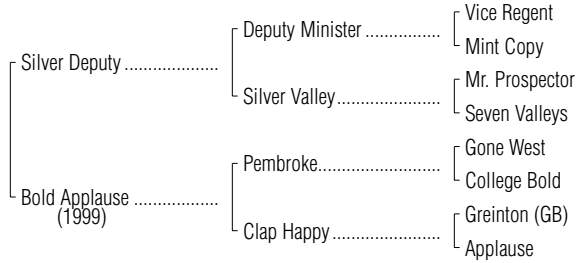 Vice Regent
Deputy Minister ..................
Mint Copy
Silver Deputy ....................
Mr. Prospector
Silver Valley.........................
Seven Valleys
Gone West
Pembroke.............................
College Bold
Bold Applause ..................
(1999)
Greinton (GB)
Clap Happy ..........................
Applause